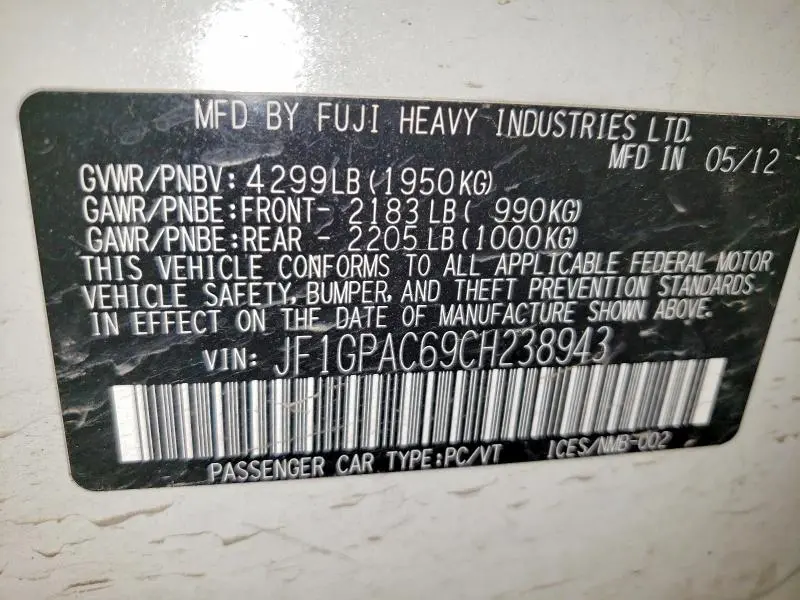 MFD BY FUJI HEAVY INDUSTRIES LTD.
MFD IN 05/12
GVWR/PNBV: 4299LB(1950KG)
GAWR/PNBE:FRONT- 2183LB( 990KG)
GAWR/PNBE:REAR - 2205LB(1000KG)
THIS VEHICLE CONFORMS TO ALL APPLICABLE FEDERAL MOTOR
VEHICLE SAFETY, BUMPER, AND THEFT PREVENTION STANDARDS
IN EFFECT ON THE DATE OF MANUFACTURE SHOWN ABOVE.
VIN: JF1GPAC69CH238943
PASSENGER CAR TYPE:PC/VT ICES/NMB-002